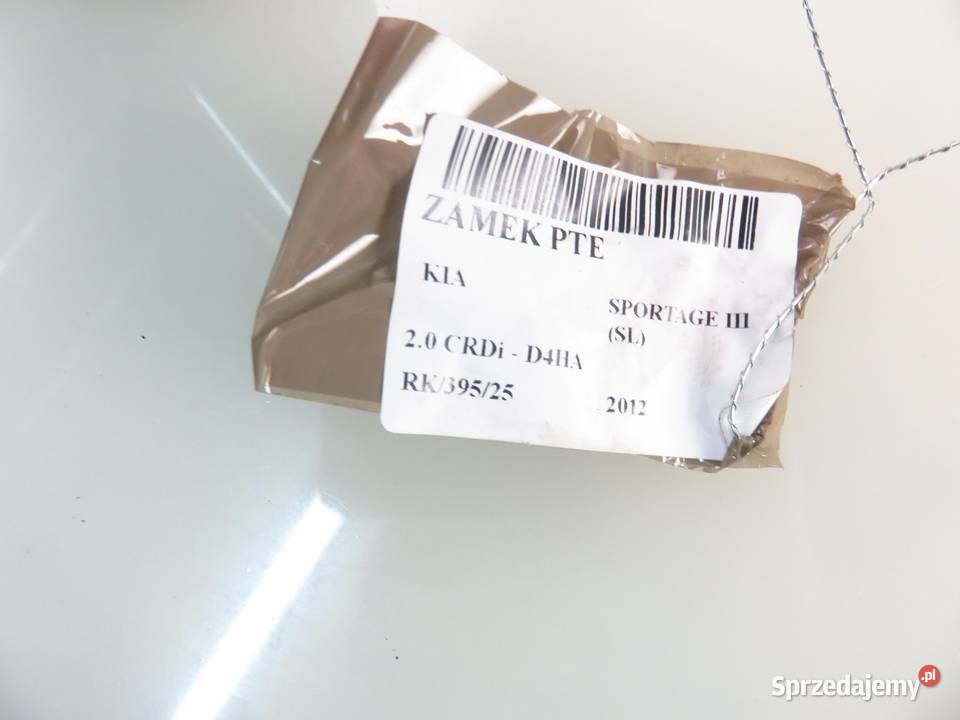 ZAMEK PTE
KIA
SPORTAGE III
(SL)
2.0 CRDi - D4HA
RK/395/25
2012
Sprzedajemy.pl